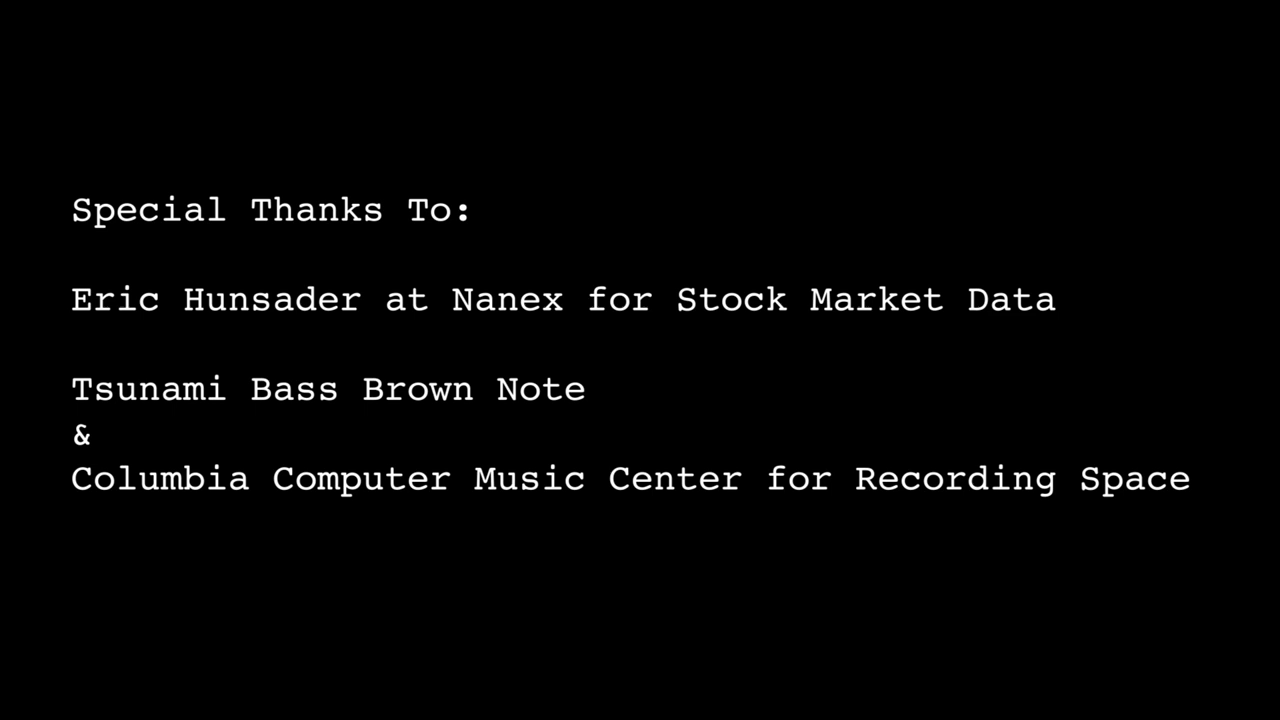 Special Thanks To:
Eric Hunsader at Nanex for Stock Market Data
Tsunami Bass Brown Note
&
Columbia Computer Music Center for Recording Space